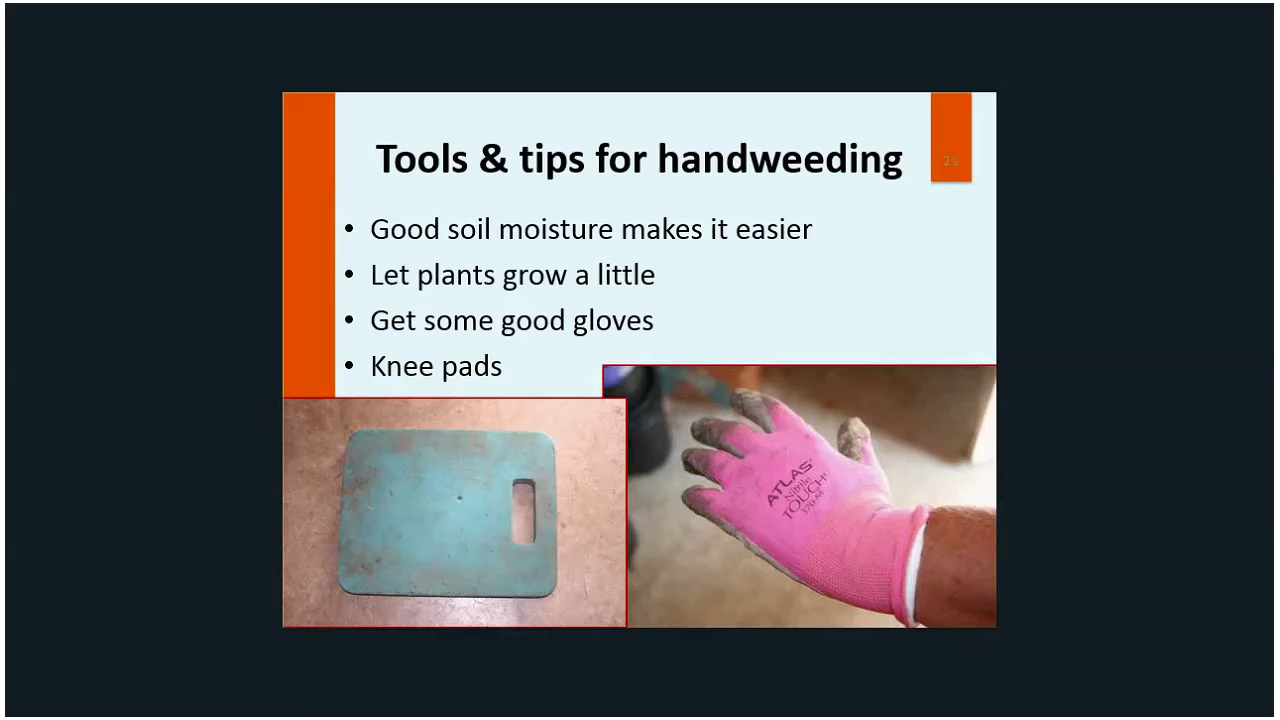 Tools & tips for handweeding
• Good soil moisture makes it easier
• Let plants grow a little
• Get some good gloves
• Knee pads
ATLAS®
Nitrile
TOUCH®